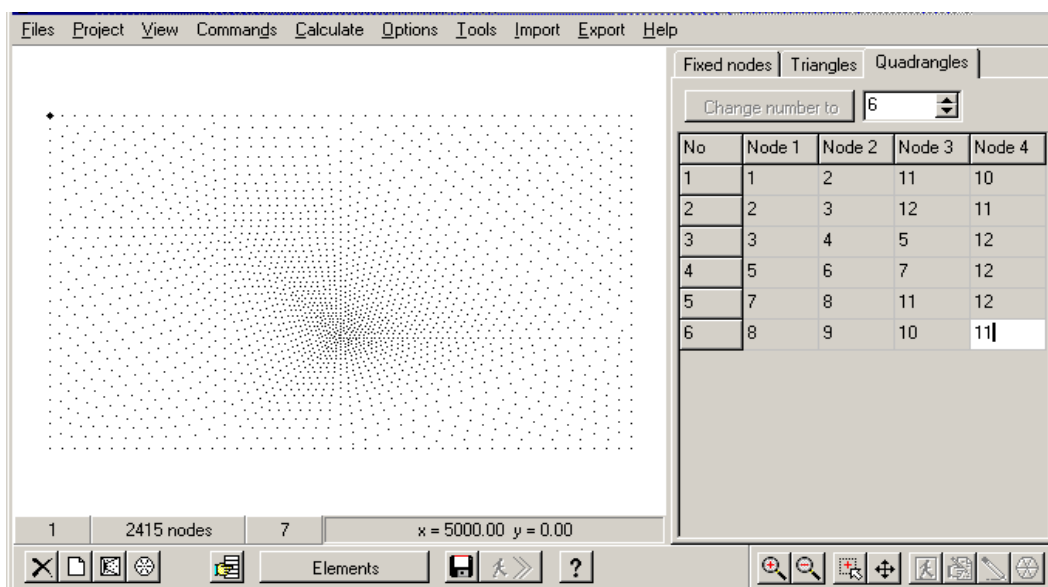 Files Project View Commands Calculate Options Tools Import Export Help
Fixed nodes Triangles Quadrangles
Change number to 6
No Node 1 Node 2 Node 3 Node 4
1 1 2 11 10
2 2 3 12 11
3 3 4 5 12
4 5 6 7 12
5 7 8 11 12
6 8 9 10 11
1 2415 nodes 7 x = 5000.00 y = 0.00
Elements ?